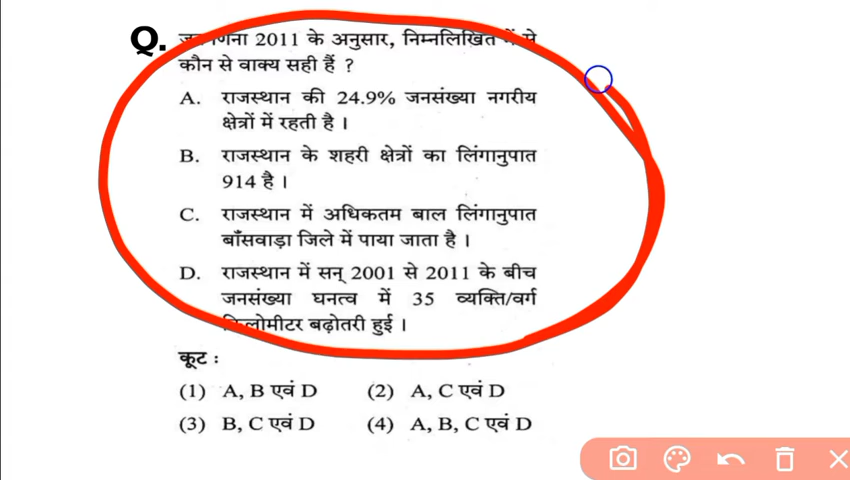 Q. जनगणना 2011 के अनुसार, निम्नलिखित में से
कौन से वाक्य सही हैं ?
A. राजस्थान की 24.9% जनसंख्या नगरीय
क्षेत्रों में रहती है ।
B. राजस्थान के शहरी क्षेत्रों का लिंगानुपात
914 है ।
C. राजस्थान में अधिकतम बाल लिंगानुपात
बाँसवाड़ा जिले में पाया जाता है ।
D. राजस्थान में सन् 2001 से 2011 के बीच
जनसंख्या घनत्व में 35 व्यक्ति/वर्ग
किलोमीटर बढ़ोतरी हुई ।
कूट :
(1) A, B एवं D (2) A, C एवं D
(3) B, C एवं D (4) A, B, C एवं D